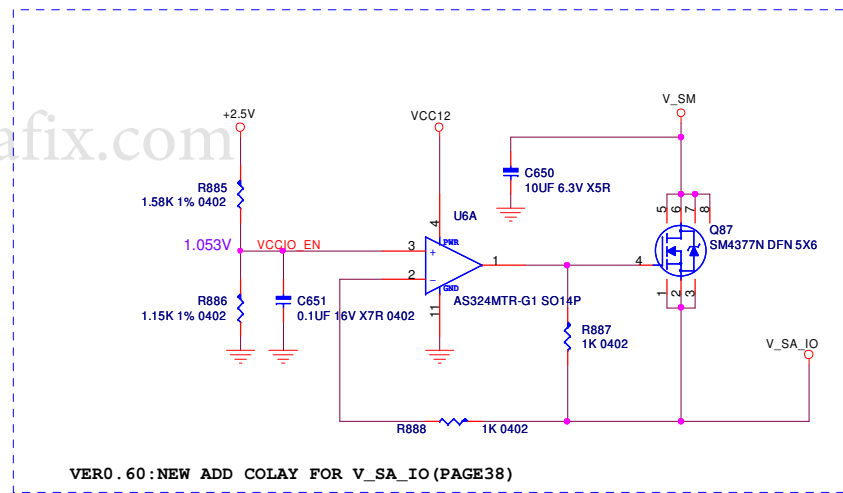 afix.com
+2.5V
VCC12
V_SM
R885
1.58K 1% 0402
1.053V
VCCIO_EN
R886
1.15K 1% 0402
C651
0.1UF 16V X7R 0402
U6A
4
PWR
3
+
2
-
1
GND
11
AS324MTR-G1 SO14P
C650
10UF 6.3V X5R
5
6
7
8
Q87
SM4377N DFN 5X6
4
1
2
3
R887
1K 0402
R888
1K 0402
V_SA_IO
VER0.60:NEW ADD COLAY FOR V_SA_IO(PAGE38)